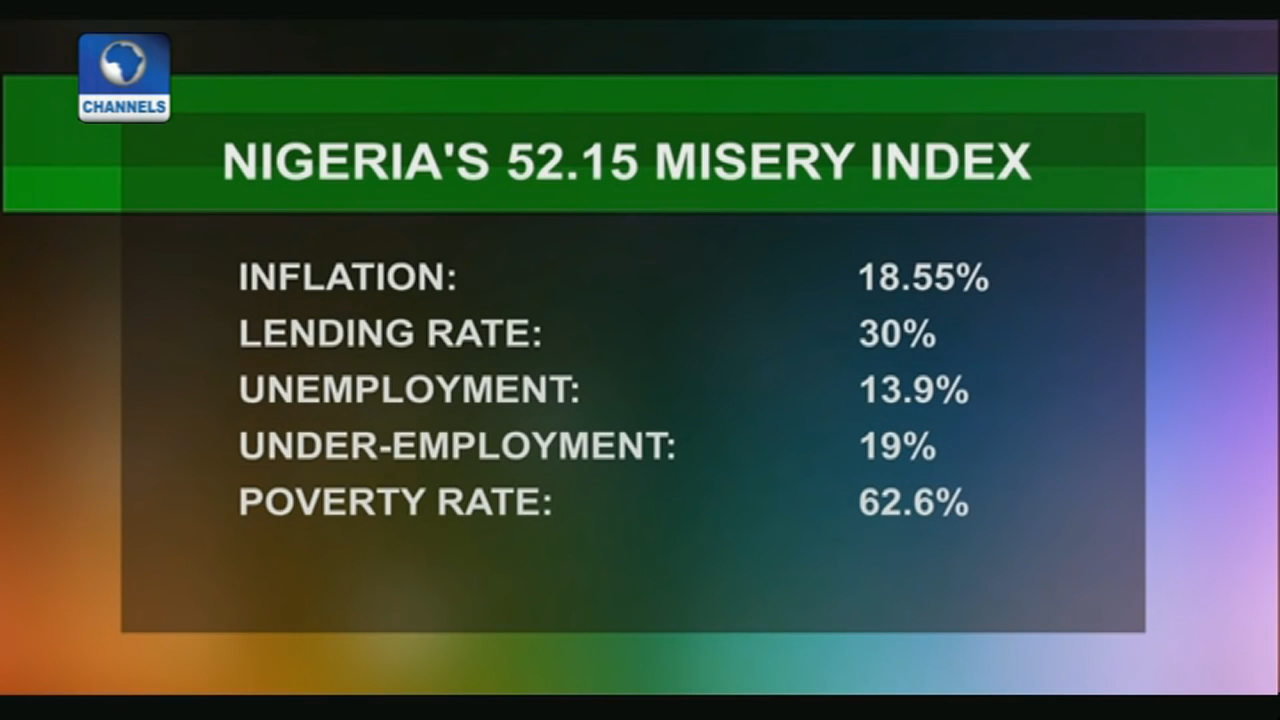 CHANNELS
NIGERIA'S 52.15 MISERY INDEX
INFLATION: 18.55%
LENDING RATE: 30%
UNEMPLOYMENT: 13.9%
UNDER-EMPLOYMENT: 19%
POVERTY RATE: 62.6%